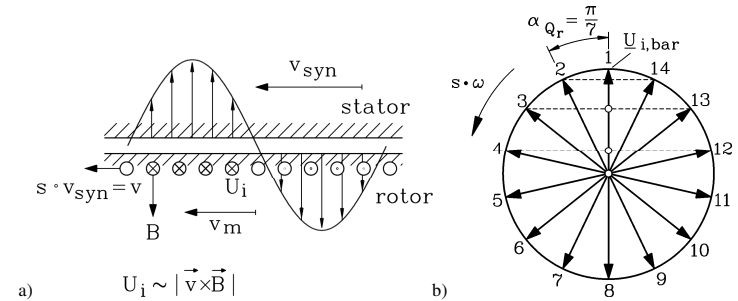 v_syn
stator
s∘v_syn=v
U_i
rotor
v_m
B
U_i ~ |v⃗×B⃗|
a)
α_Q_r = π/7
U_i,bar
s·ω
1
2
14
3
13
4
12
5
11
6
10
7
9
8
b)